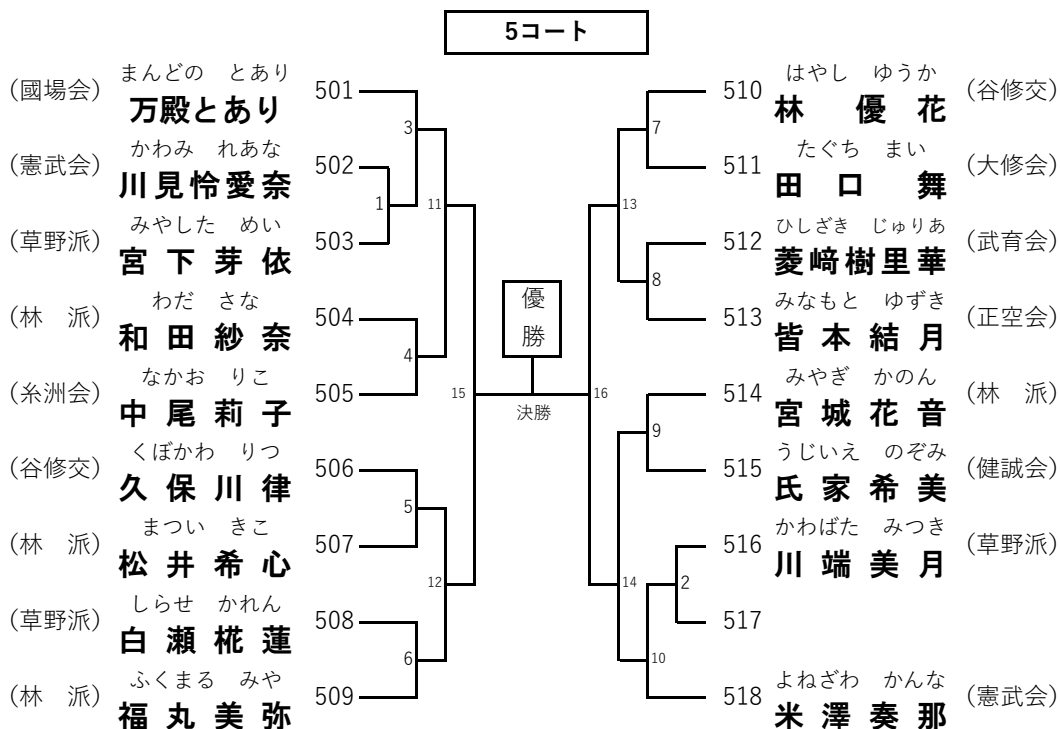 5コート
まんどの　とあり
(國場会) 万殿とあり 501
かわみ　れあな
(憲武会) 川見怜愛奈 502
みやした　めい
(草野派) 宮下芽依 503
わだ　さな
(林　派) 和田紗奈 504
なかお　りこ
(糸洲会) 中尾莉子 505
くぼかわ　りつ
(谷修交) 久保川律 506
まつい　きこ
(林　派) 松井希心 507
しらせ　かれん
(草野派) 白瀬椛蓮 508
ふくまる　みや
(林　派) 福丸美弥 509
3
1
11
4
15
5
12
6
優
勝
決勝
16
7
13
8
9
14
2
10
はやし　ゆうか
510 林　優　花 (谷修交)
たぐち　まい
511 田口　舞 (大修会)
ひしざき　じゅりあ
512 菱﨑樹里華 (武育会)
みなもと　ゆずき
513 皆本結月 (正空会)
みやぎ　かのん
514 宮城花音 (林　派)
うじいえ　のぞみ
515 氏家希美 (健誠会)
かわばた　みつき
516 川端美月 (草野派)
517
よねざわ　かんな
518 米澤奏那 (憲武会)